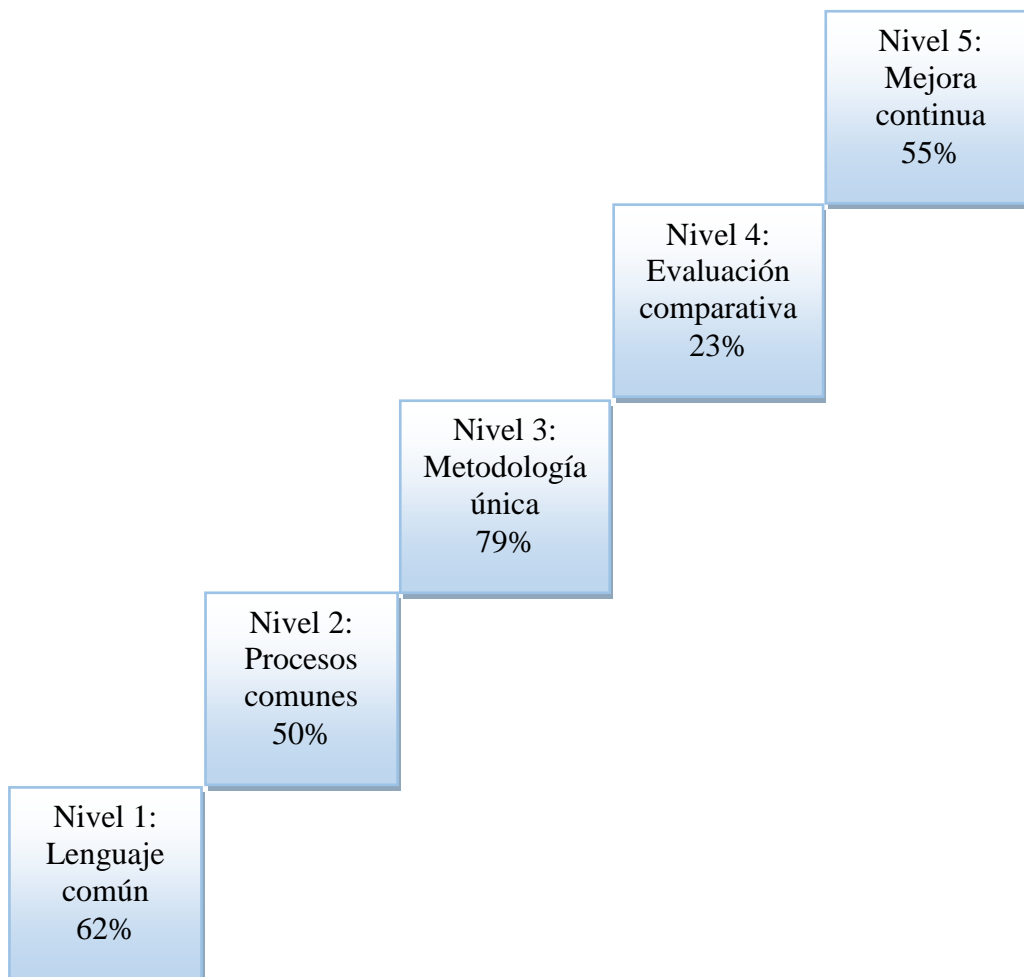 Nivel 5:
Mejora
continua
55%
Nivel 4:
Evaluación
comparativa
23%
Nivel 3:
Metodología
única
79%
Nivel 2:
Procesos
comunes
50%
Nivel 1:
Lenguaje
común
62%